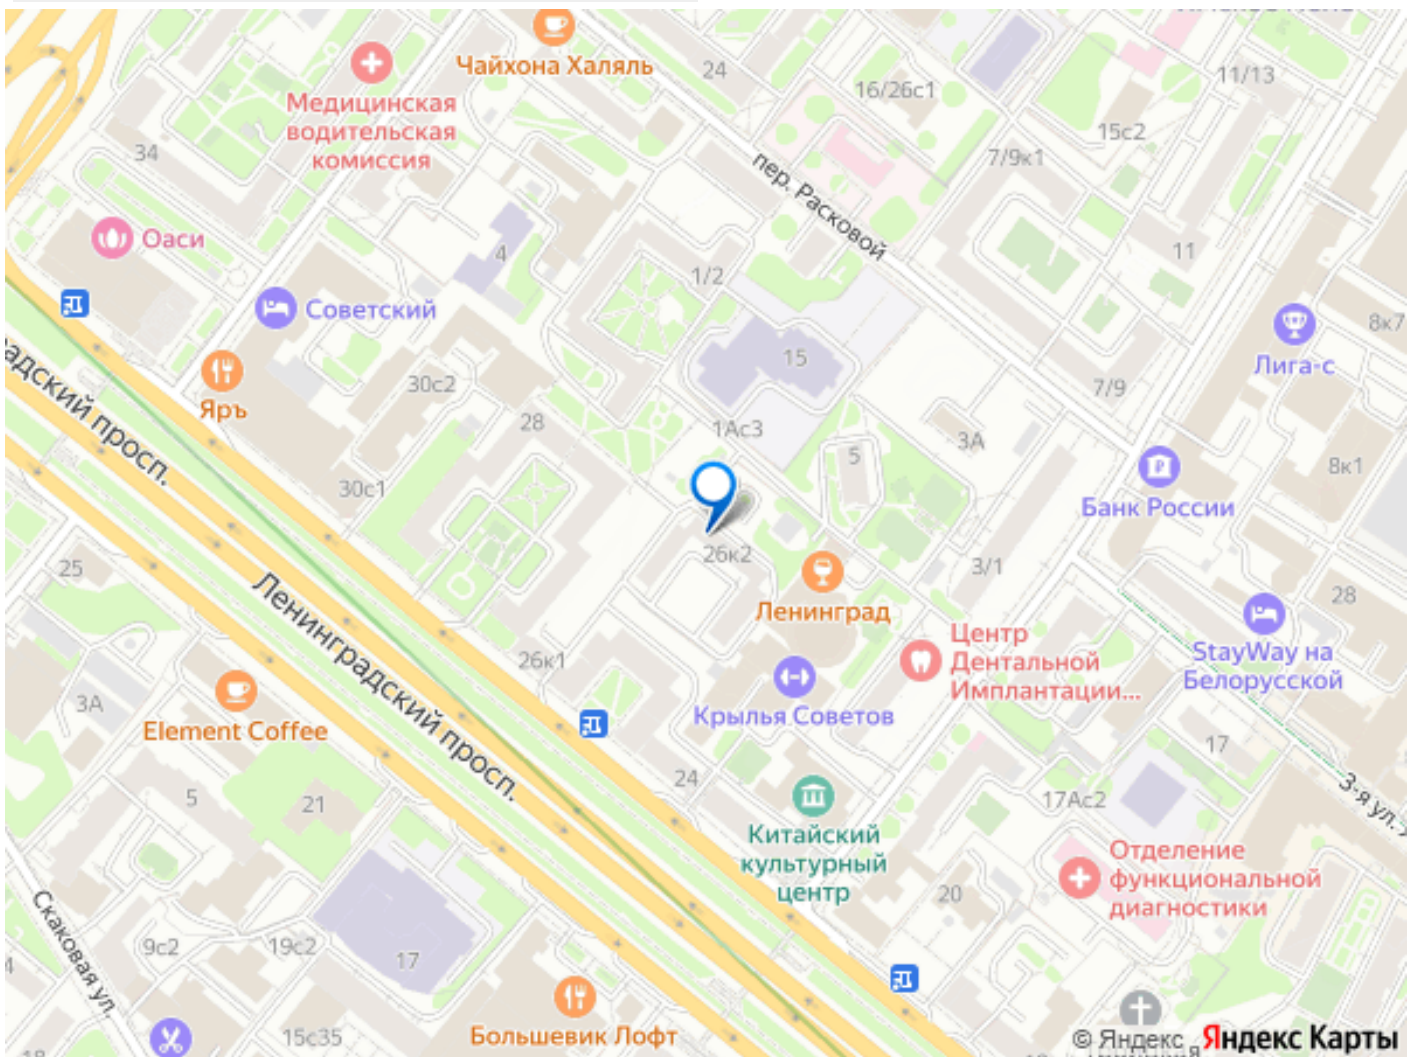 Чайхона Халяль
24
16/26с1
11/13
Медицинская
водительская
комиссия
34
15с2
7/9к1
пер. Расковой
Оаси
4
1/2
11
Советский
8к7
Лига-с
15
30с2
7/9
Яръ
адский просп.
28
1Ас3
3А
5
8к1
30с1
Банк России
26к2
25
3/1
Ленинград
28
Ленинградский просп.
Центр
Дентальной
Имплантации...
StayWay на
Белорусской
26к1
3А
Element Coffee
Крылья Советов
17
24
5
21
17Ас2
3-я ул.
Китайский
культурный
центр
Отделение
функциональной
диагностики
20
Скаковая ул.
9с2
19с2
17
15с35
Большевик Лофт
© Яндекс Яндекс Карты